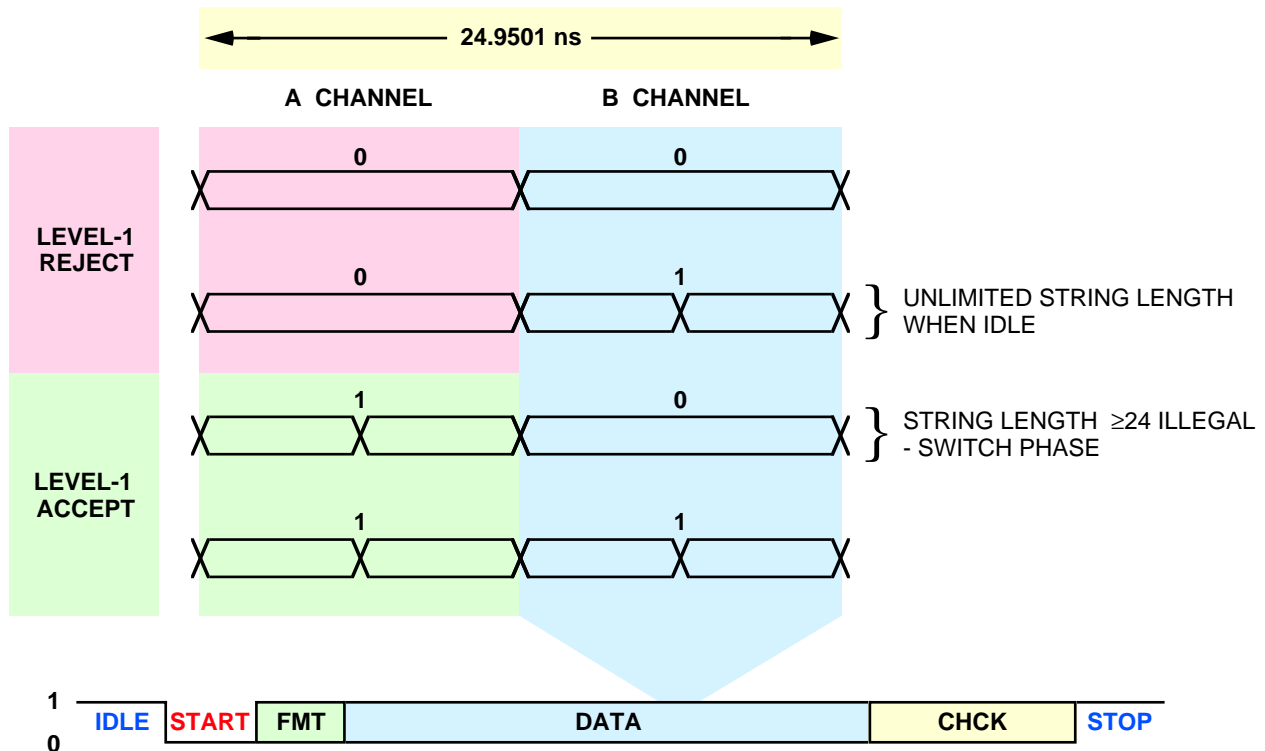 24.9501 ns
A CHANNEL B CHANNEL
0 0
LEVEL-1
REJECT
0 1
} UNLIMITED STRING LENGTH
WHEN IDLE
1 0
} STRING LENGTH ≥24 ILLEGAL
- SWITCH PHASE
LEVEL-1
ACCEPT
1 1
1
IDLE START FMT DATA CHCK STOP
0